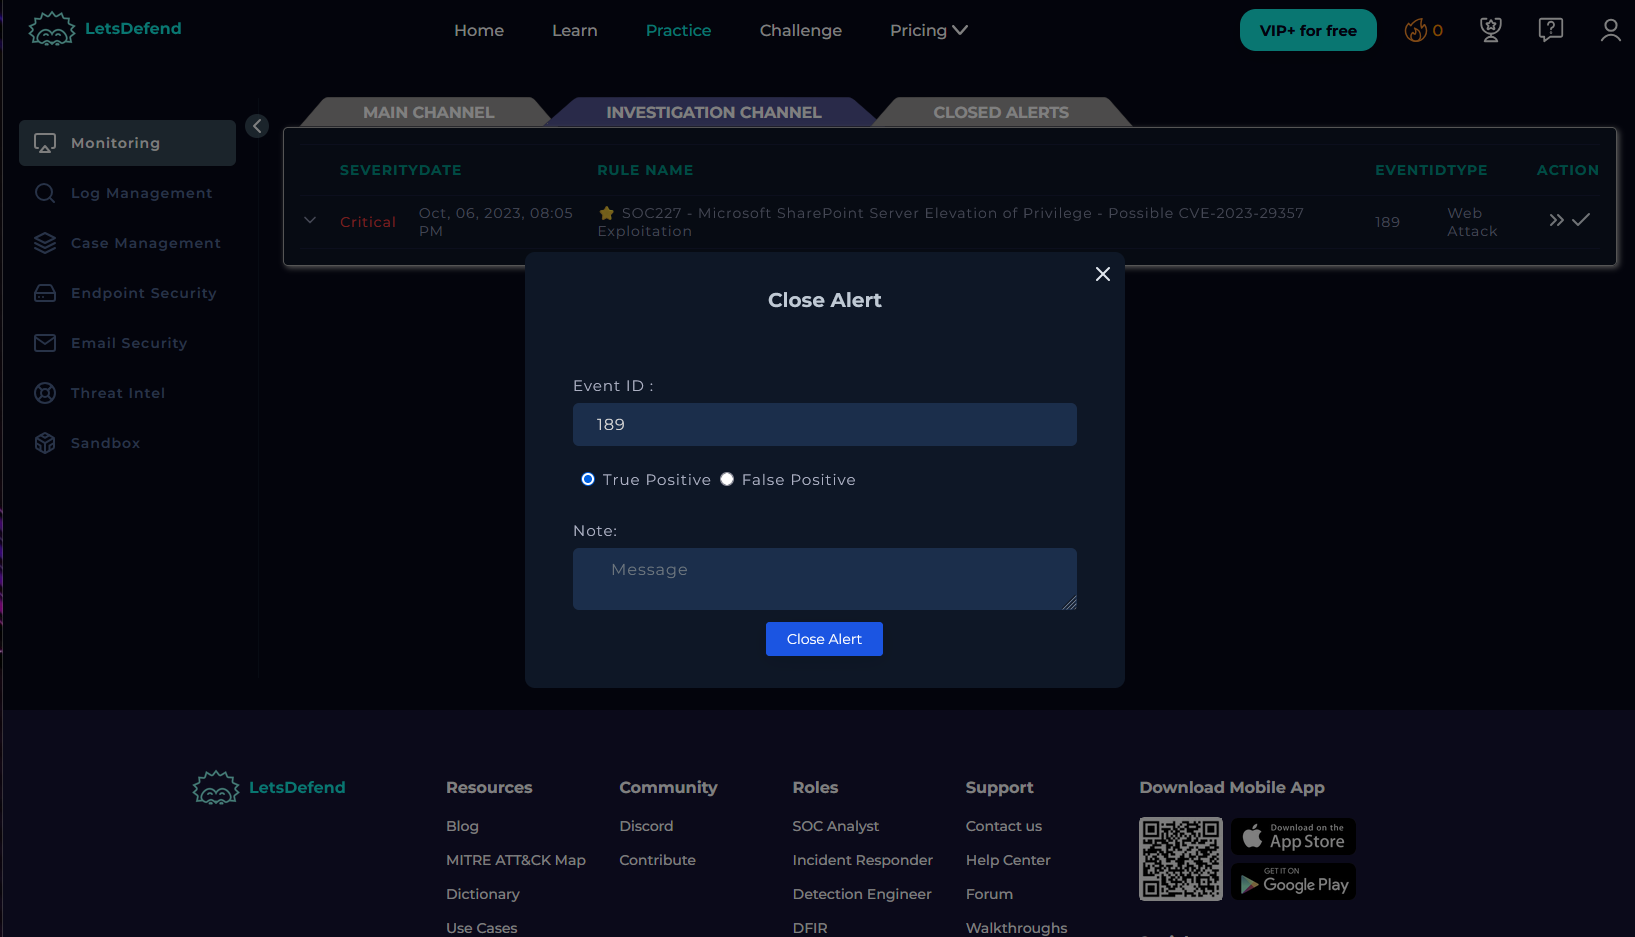 LetsDefend
Home
Learn
Practice
Challenge
Pricing
VIP+ for free
0
MAIN CHANNEL
INVESTIGATION CHANNEL
CLOSED ALERTS
Monitoring
Log Management
Case Management
Endpoint Security
Email Security
Threat Intel
Sandbox
SEVERITY
DATE
RULE NAME
EVENTID
TYPE
ACTION
Critical
Oct, 06, 2023, 08:05
PM
SOC227 - Microsoft SharePoint Server Elevation of Privilege - Possible CVE-2023-29357
Exploitation
189
Web
Attack
Close Alert
Event ID :
189
True Positive
False Positive
Note:
Message
Close Alert
LetsDefend
Resources
Blog
MITRE ATT&CK Map
Dictionary
Use Cases
Community
Discord
Contribute
Roles
SOC Analyst
Incident Responder
Detection Engineer
DFIR
Support
Contact us
Help Center
Forum
Walkthroughs
Download Mobile App
Download on the
App Store
GET IT ON
Google Play